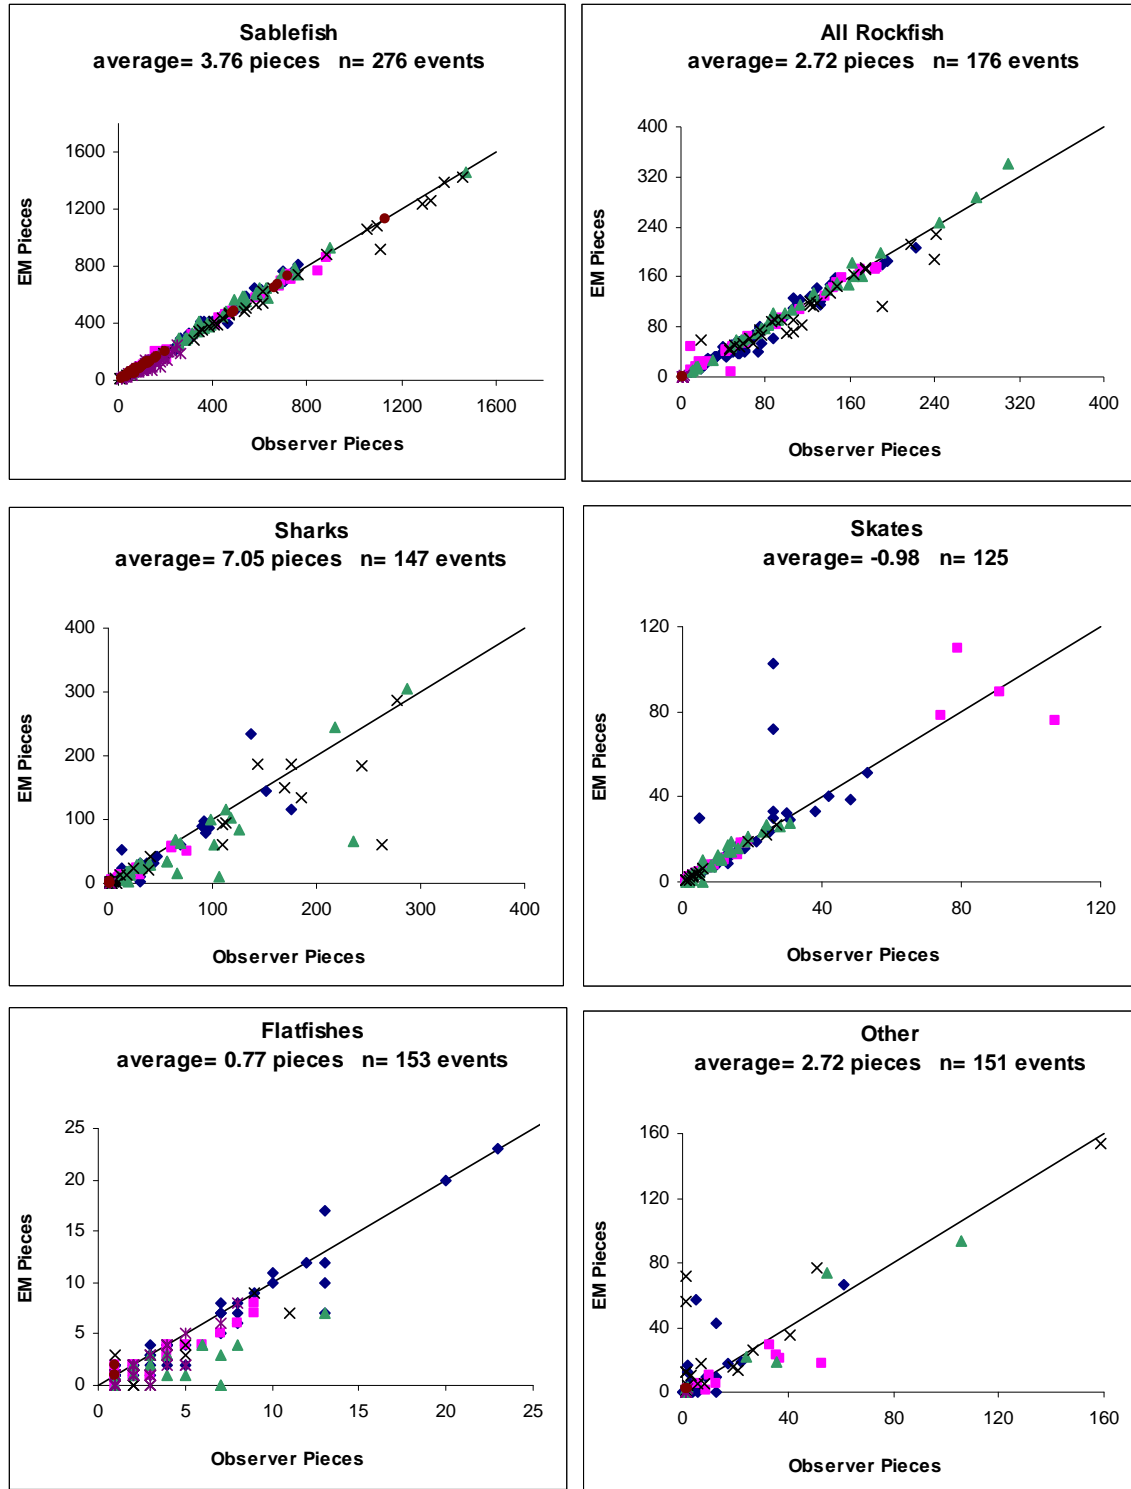 Sablefish
average= 3.76 pieces   n= 276 events
1600
1200
800
400
0
EM Pieces
0 400 800 1200 1600
Observer Pieces
All Rockfish
average= 2.72 pieces   n= 176 events
400
320
240
160
80
0
EM Pieces
0 80 160 240 320 400
Observer Pieces
Sharks
average= 7.05 pieces   n= 147 events
400
300
200
100
0
EM Pieces
0 100 200 300 400
Observer Pieces
Skates
average= -0.98   n= 125
120
80
40
0
EM Pieces
0 40 80 120
Observer Pieces
Flatfishes
average= 0.77 pieces   n= 153 events
25
20
15
10
5
0
EM Pieces
0 5 10 15 20 25
Observer Pieces
Other
average= 2.72 pieces   n= 151 events
160
120
80
40
0
EM Pieces
0 40 80 120 160
Observer Pieces